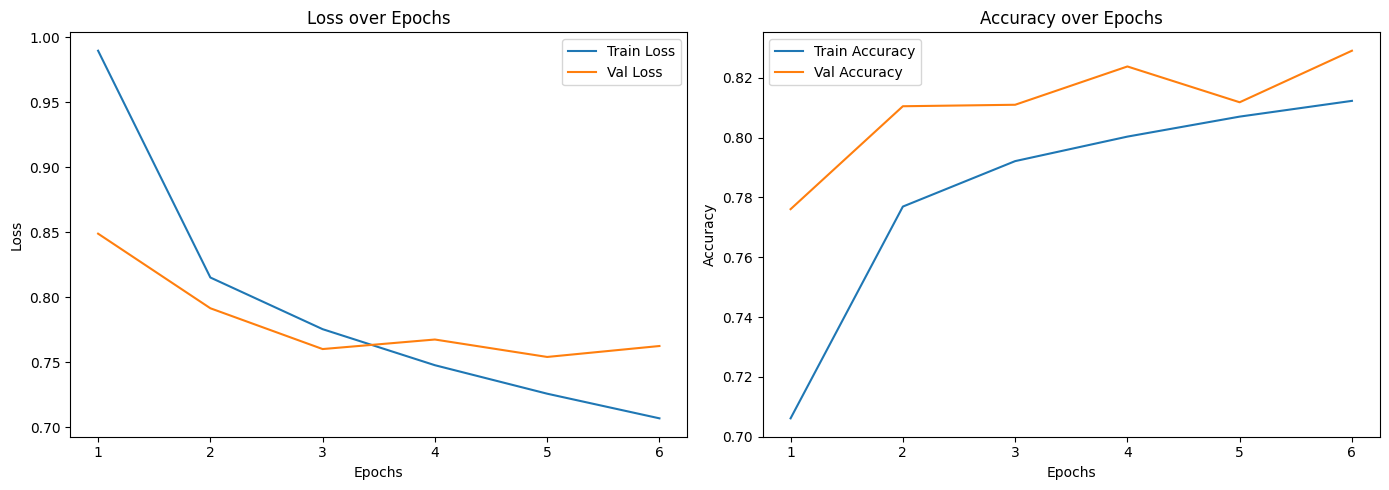 Loss over Epochs
1.00
0.95
0.90
0.85
0.80
0.75
0.70
Loss
1 2 3 4 5 6
Epochs
Train Loss
Val Loss
Accuracy over Epochs
0.82
0.80
0.78
0.76
0.74
0.72
0.70
Accuracy
1 2 3 4 5 6
Epochs
Train Accuracy
Val Accuracy